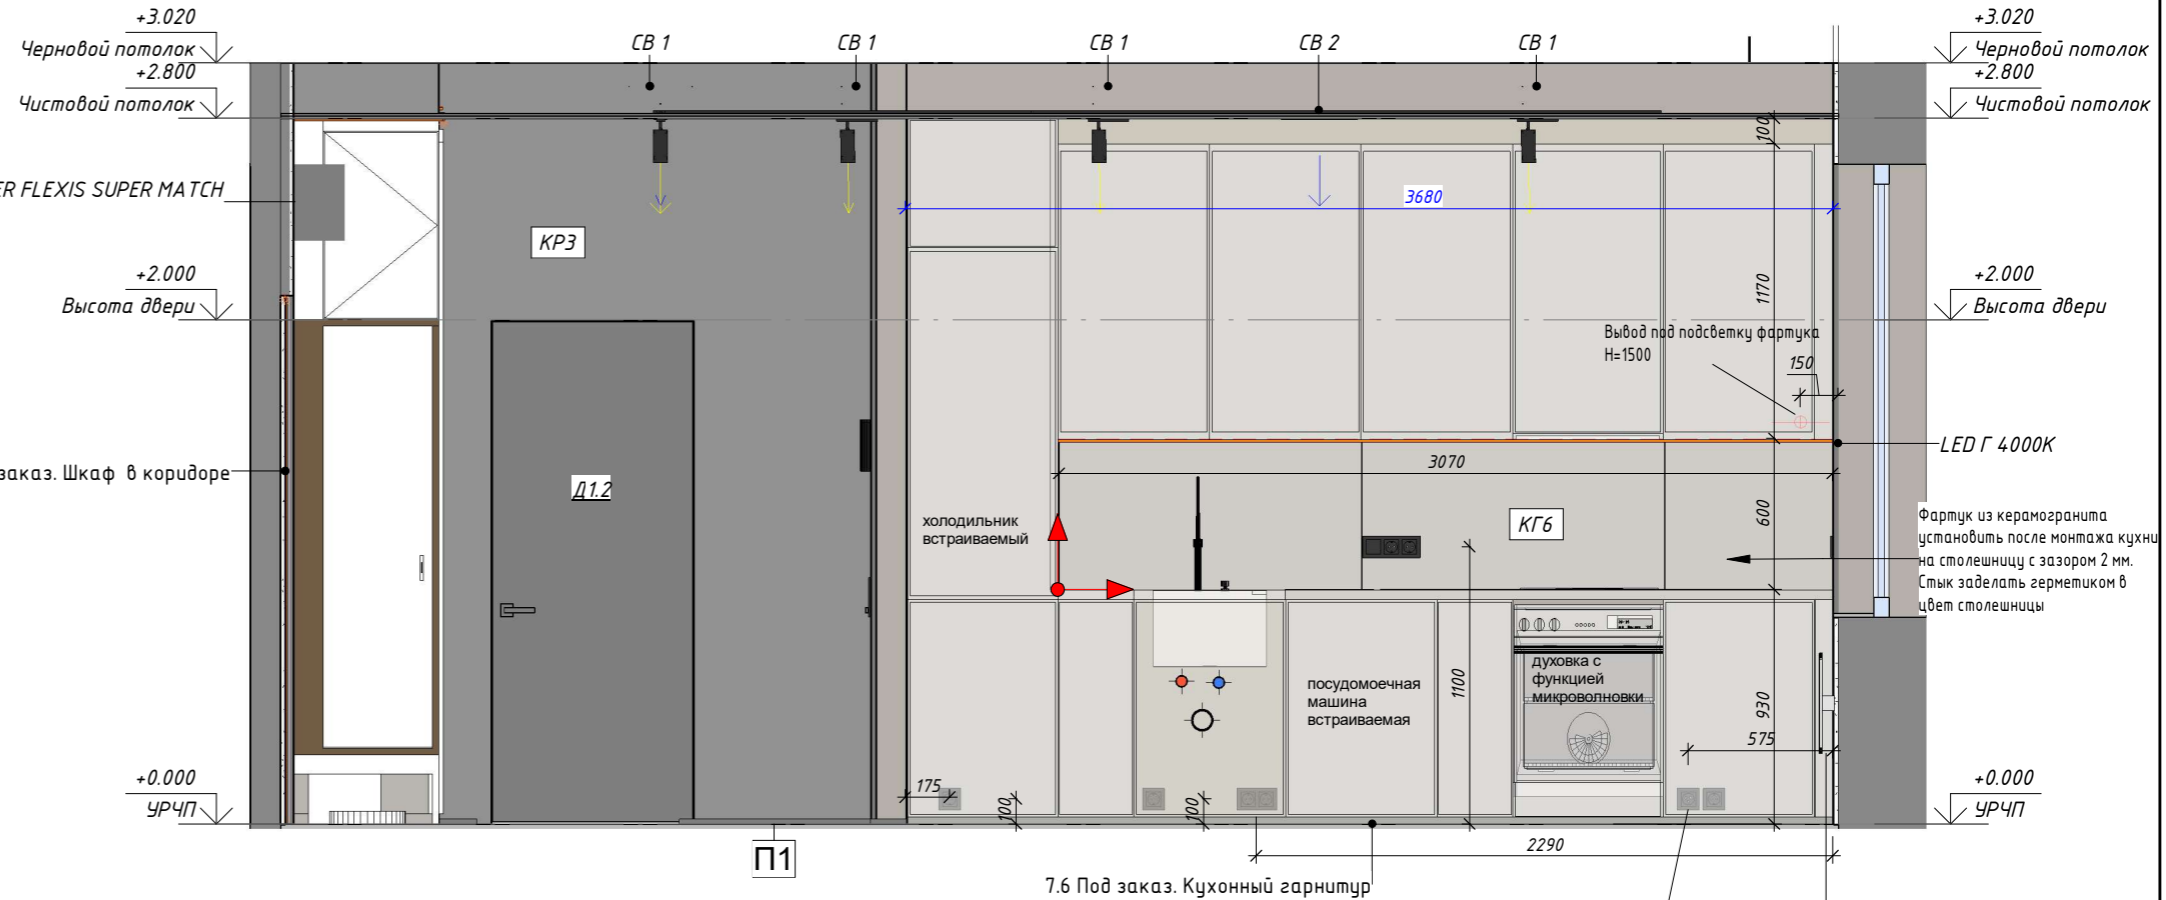 +3.020
Черновой потолок
+2.800
Чистовой потолок
ER FLEXIS SUPER MATCH
+2.000
Высота двери
заказ. Шкаф в коридоре
+0.000
УРЧП
СВ 1
СВ 1
СВ 1
СВ 2
СВ 1
КР3
Д1.2
П1
3680
100
1170
Вывод под подсветку фартука
H=1500
150
3070
600
холодильник
встраиваемый
КГ6
посудомоечная
машина
встраиваемая
1100
духовка с
функцией
микроволновки
930
575
175
100
100
2290
7.6 Под заказ. Кухонный гарнитур
+3.020
Черновой потолок
+2.800
Чистовой потолок
+2.000
Высота двери
LED Г 4000К
Фартук из керамогранита
установить после монтажа кухни
на столешницу с зазором 2 мм.
Стык заделать герметиком в
цвет столешницы
+0.000
УРЧП